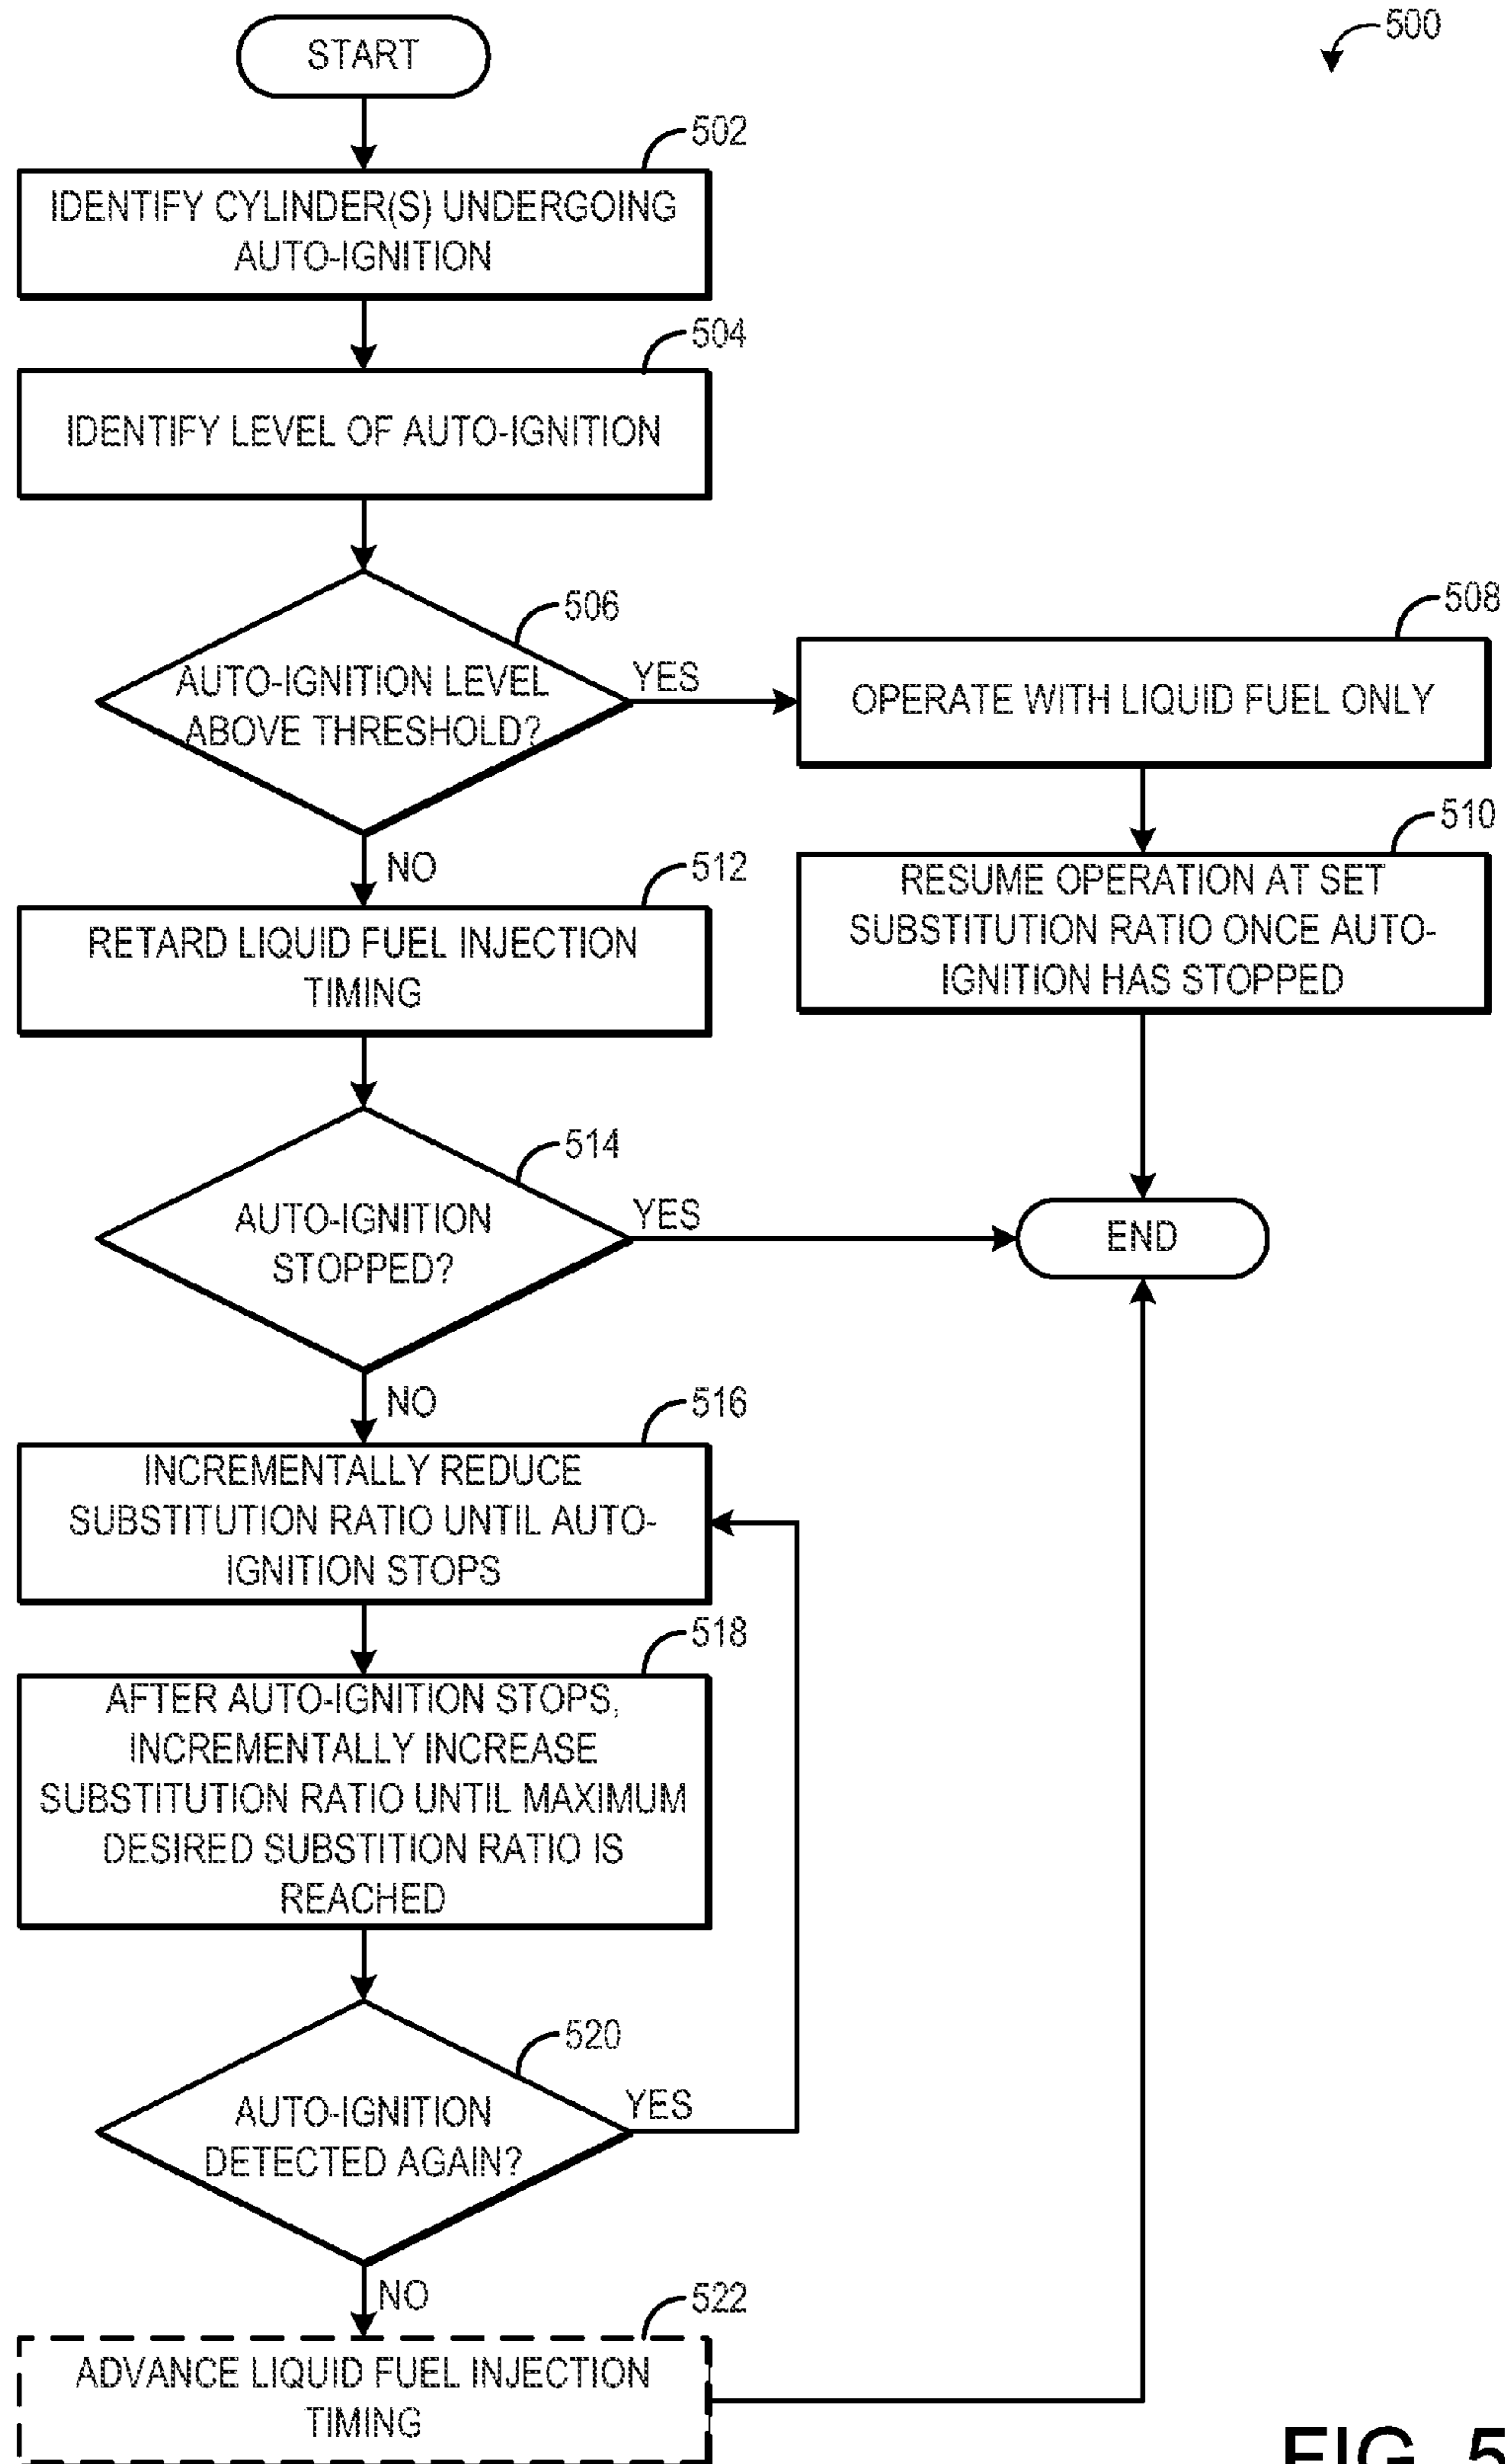 500
START
502
IDENTIFY CYLINDER(S) UNDERGOING
AUTO-IGNITION
504
IDENTIFY LEVEL OF AUTO-IGNITION
506
AUTO-IGNITION LEVEL
ABOVE THRESHOLD?
YES
508
OPERATE WITH LIQUID FUEL ONLY
510
RESUME OPERATION AT SET
SUBSTITUTION RATIO ONCE AUTO-
IGNITION HAS STOPPED
NO
512
RETARD LIQUID FUEL INJECTION
TIMING
514
AUTO-IGNITION
STOPPED?
YES
END
NO
516
INCREMENTALLY REDUCE
SUBSTITUTION RATIO UNTIL AUTO-
IGNITION STOPS
518
AFTER AUTO-IGNITION STOPS,
INCREMENTALLY INCREASE
SUBSTITUTION RATIO UNTIL MAXIMUM
DESIRED SUBSTITION RATIO IS
REACHED
520
AUTO-IGNITION
DETECTED AGAIN?
YES
NO
522
ADVANCE LIQUID FUEL INJECTION
TIMING
FIG. 5